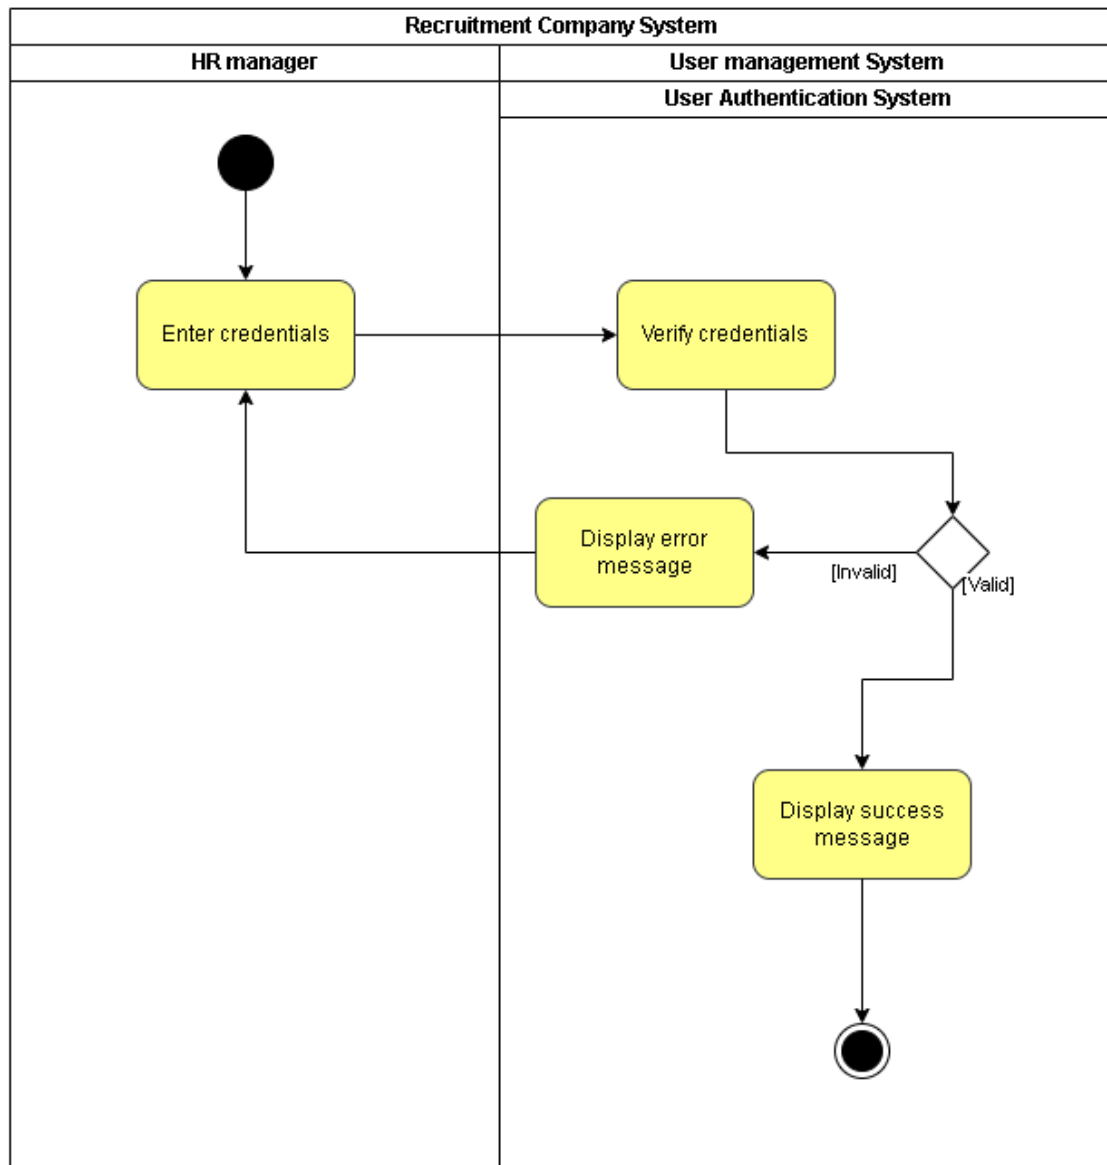 Recruitment Company System
HR manager
User management System
User Authentication System
Enter credentials
Verify credentials
Display error
message
[Invalid]
[Valid]
Display success
message